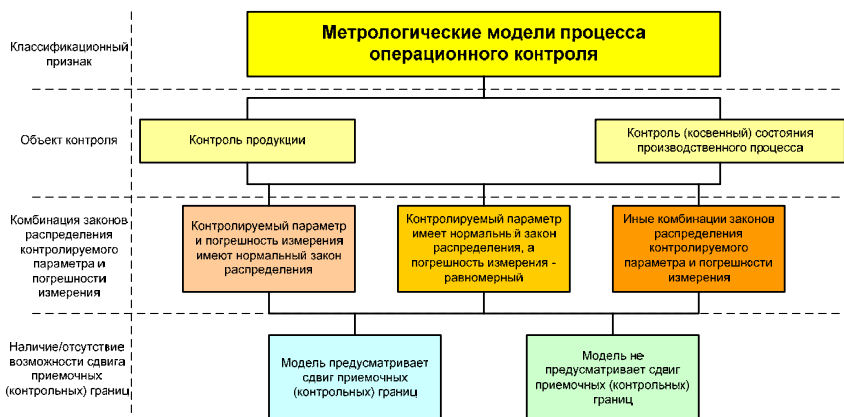 Классификационный
признак
Метрологические модели процесса
операционного контроля
Объект контроля
Контроль продукции
Контроль (косвенный) состояния
производственного процесса
Комбинация законов
распределения
контролируемого
параметра и
погрешности
измерения
Контролируемый параметр
и погрешность измерения
имеют нормальный закон
распределения
Контролируемый параметр
имеет нормальный закон
распределения, а
погрешность измерения -
равномерный
Иные комбинации законов
распределения
контролируемого
параметра и погрешности
измерения
Наличие/отсутствие
возможности сдвига
приемочных
(контрольных) границ
Модель предусматривает
сдвиг приемочных
(контрольных) границ
Модель не
предусматривает сдвиг
приемочных (контрольных)
границ